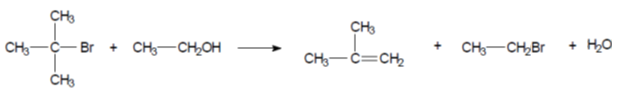 CH₃
CH₃—C—Br + CH₃—CH₂OH ⟶ CH₃—C=CH₂ + CH₃—CH₂Br + H₂O
CH₃
CH₃